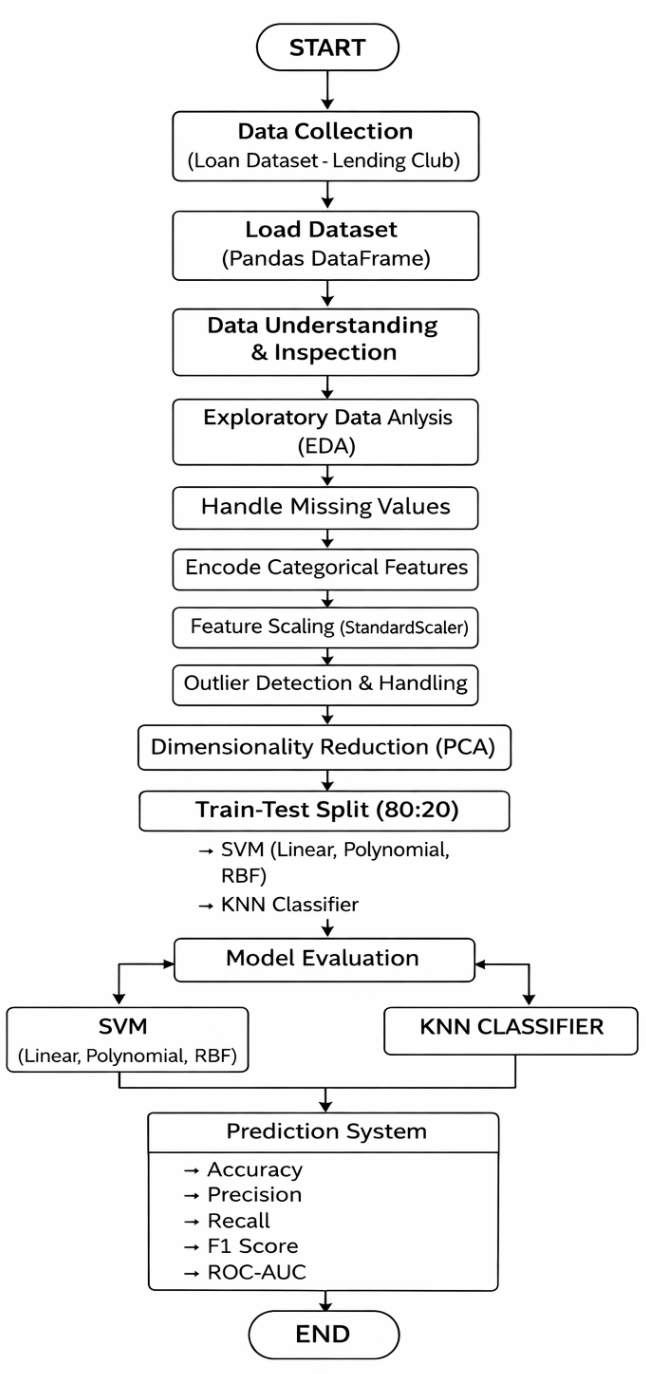 START
Data Collection
(Loan Dataset - Lending Club)
Load Dataset
(Pandas DataFrame)
Data Understanding
& Inspection
Exploratory Data Anlysis
(EDA)
Handle Missing Values
Encode Categorical Features
Feature Scaling (StandardScaler)
Outlier Detection & Handling
Dimensionality Reduction (PCA)
Train-Test Split (80:20)
→ SVM (Linear, Polynomial,
RBF)
→ KNN Classifier
Model Evaluation
SVM
(Linear, Polynomial, RBF)
KNN CLASSIFIER
Prediction System
→ Accuracy
→ Precision
→ Recall
→ F1 Score
→ ROC-AUC
END